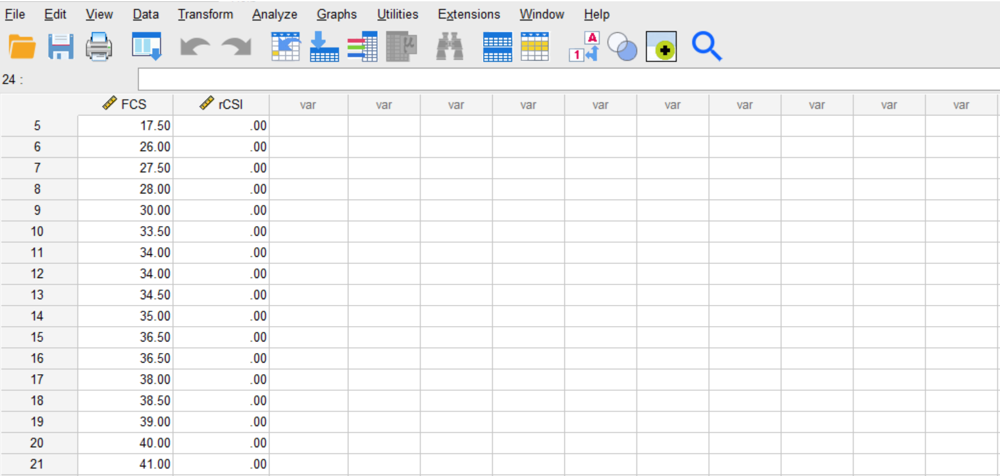 File Edit View Data Transform Analyze Graphs Utilities Extensions Window Help
μ A 1
24 :
FCS rCSI var var var var var var var var var var
5 17.50 .00
6 26.00 .00
7 27.50 .00
8 28.00 .00
9 30.00 .00
10 33.50 .00
11 34.00 .00
12 34.00 .00
13 34.50 .00
14 35.00 .00
15 36.50 .00
16 36.50 .00
17 38.00 .00
18 38.50 .00
19 39.00 .00
20 40.00 .00
21 41.00 .00